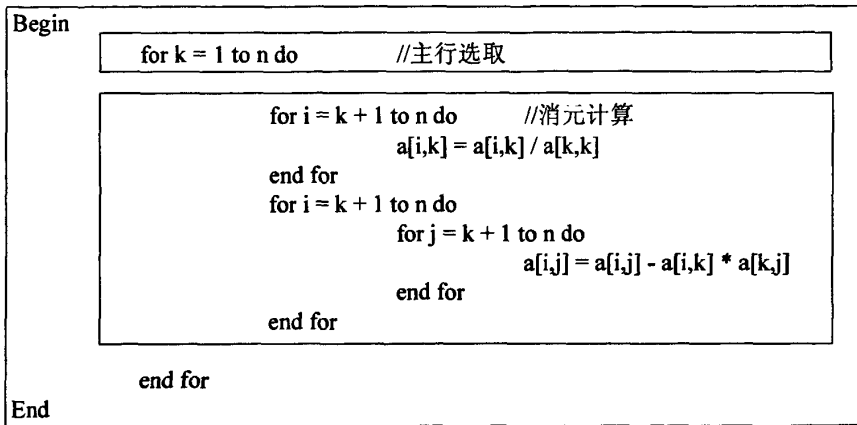 Begin
for k = 1 to n do //主行选取
for i = k + 1 to n do //消元计算
a[i,k] = a[i,k] / a[k,k]
end for
for i = k + 1 to n do
for j = k + 1 to n do
a[i,j] = a[i,j] - a[i,k] * a[k,j]
end for
end for
end for
End